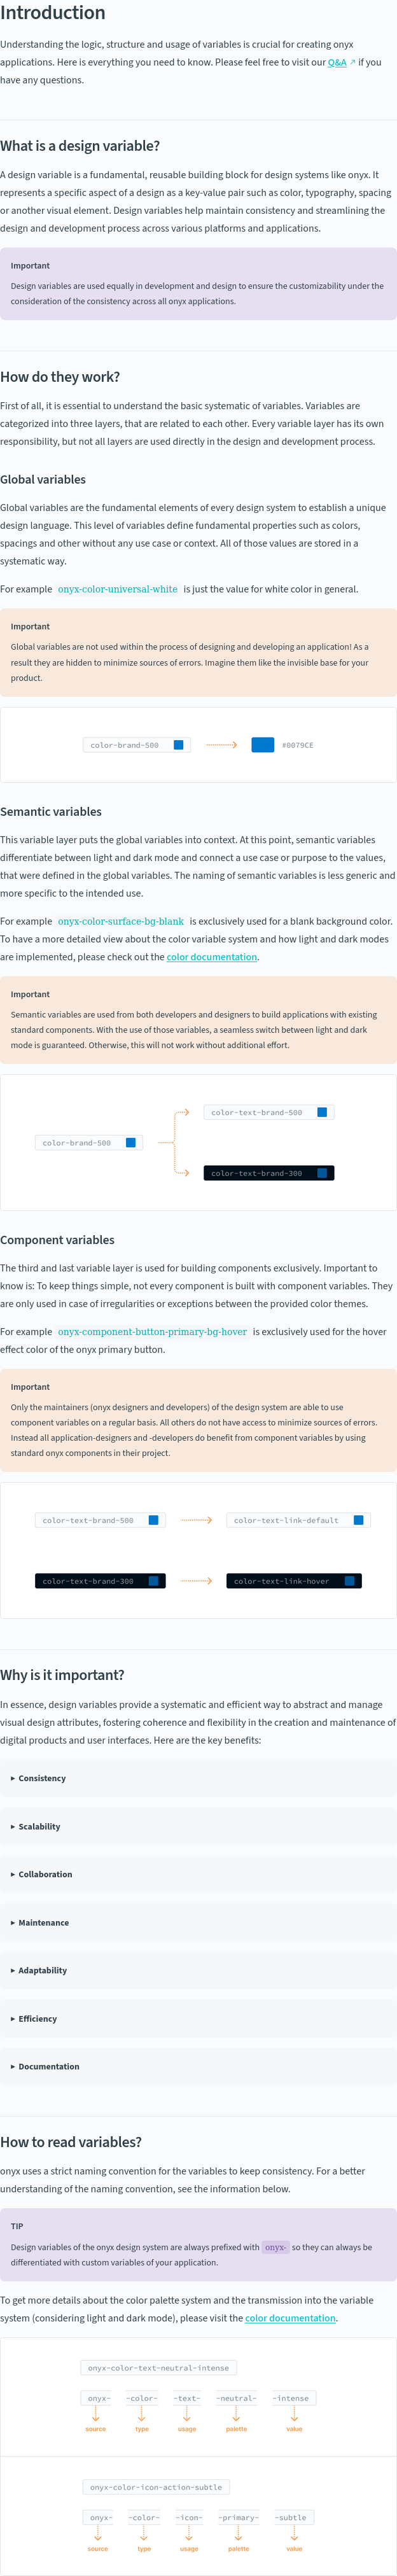 Introduction
Understanding the logic, structure and usage of variables is crucial for creating onyx
applications. Here is everything you need to know. Please feel free to visit our Q&A ↗ if you
have any questions.
What is a design variable?
A design variable is a fundamental, reusable building block for design systems like onyx. It
represents a specific aspect of a design as a key-value pair such as color, typography, spacing
or another visual element. Design variables help maintain consistency and streamlining the
design and development process across various platforms and applications.
Important
Design variables are used equally in development and design to ensure the customizability under the
consideration of the consistency across all onyx applications.
How do they work?
First of all, it is essential to understand the basic systematic of variables. Variables are
categorized into three layers, that are related to each other. Every variable layer has its own
responsibility, but not all layers are used directly in the design and development process.
Global variables
Global variables are the fundamental elements of every design system to establish a unique
design language. This level of variables define fundamental properties such as colors,
spacings and other without any use case or context. All of those values are stored in a
systematic way.
For example onyx-color-universal-white is just the value for white color in general.
Important
Global variables are not used within the process of designing and developing an application! As a
result they are hidden to minimize sources of errors. Imagine them like the invisible base for your
product.
color-brand-500 #0079CE
Semantic variables
This variable layer puts the global variables into context. At this point, semantic variables
differentiate between light and dark mode and connect a use case or purpose to the values,
that were defined in the global variables. The naming of semantic variables is less generic and
more specific to the intended use.
For example onyx-color-surface-bg-blank is exclusively used for a blank background color.
To have a more detailed view about the color variable system and how light and dark modes
are implemented, please check out the color documentation.
Important
Semantic variables are used from both developers and designers to build applications with existing
standard components. With the use of those variables, a seamless switch between light and dark
mode is guaranteed. Otherwise, this will not work without additional effort.
color-text-brand-500
color-brand-500
color-text-brand-300
Component variables
The third and last variable layer is used for building components exclusively. Important to
know is: To keep things simple, not every component is built with component variables. They
are only used in case of irregularities or exceptions between the provided color themes.
For example onyx-component-button-primary-bg-hover is exclusively used for the hover
effect color of the onyx primary button.
Important
Only the maintainers (onyx designers and developers) of the design system are able to use
component variables on a regular basis. All others do not have access to minimize sources of errors.
Instead all application-designers and -developers do benefit from component variables by using
standard onyx components in their project.
color-text-brand-500 color-text-link-default
color-text-brand-300 color-text-link-hover
Why is it important?
In essence, design variables provide a systematic and efficient way to abstract and manage
visual design attributes, fostering coherence and flexibility in the creation and maintenance of
digital products and user interfaces. Here are the key benefits:
▶ Consistency
▶ Scalability
▶ Collaboration
▶ Maintenance
▶ Adaptability
▶ Efficiency
▶ Documentation
How to read variables?
onyx uses a strict naming convention for the variables to keep consistency. For a better
understanding of the naming convention, see the information below.
TIP
Design variables of the onyx design system are always prefixed with onyx- so they can always be
differentiated with custom variables of your application.
To get more details about the color palette system and the transmission into the variable
system (considering light and dark mode), please visit the color documentation.
onyx-color-text-neutral-intense
onyx- -color- -text- -neutral- -intense
source type usage palette value
onyx-color-icon-action-subtle
onyx- -color- -icon- -primary- -subtle
source type usage palette value